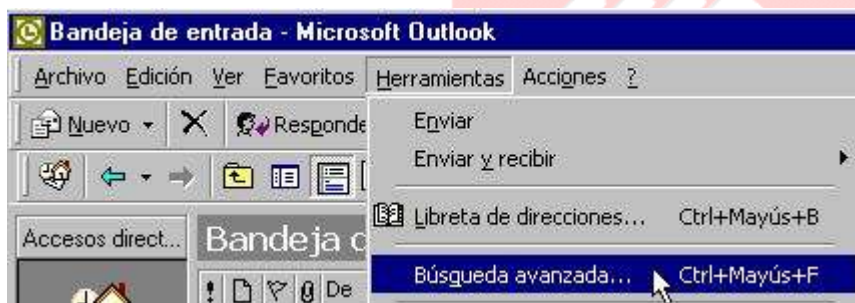 Bandeja de entrada - Microsoft Outlook
Archivo Edición Ver Favoritos Herramientas Acciones ?
Nuevo Responde
Enviar
Enviar y recibir
Libreta de direcciones... Ctrl+Mayús+B
Accesos direct... Bandeja d
Búsqueda avanzada... Ctrl+Mayús+F
! De